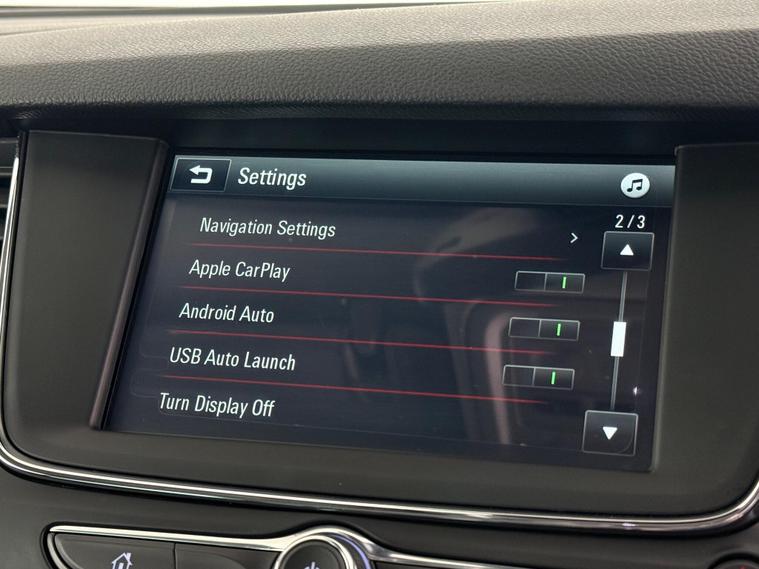 Settings
2/3
Navigation Settings
Apple CarPlay
Android Auto
USB Auto Launch
Turn Display Off